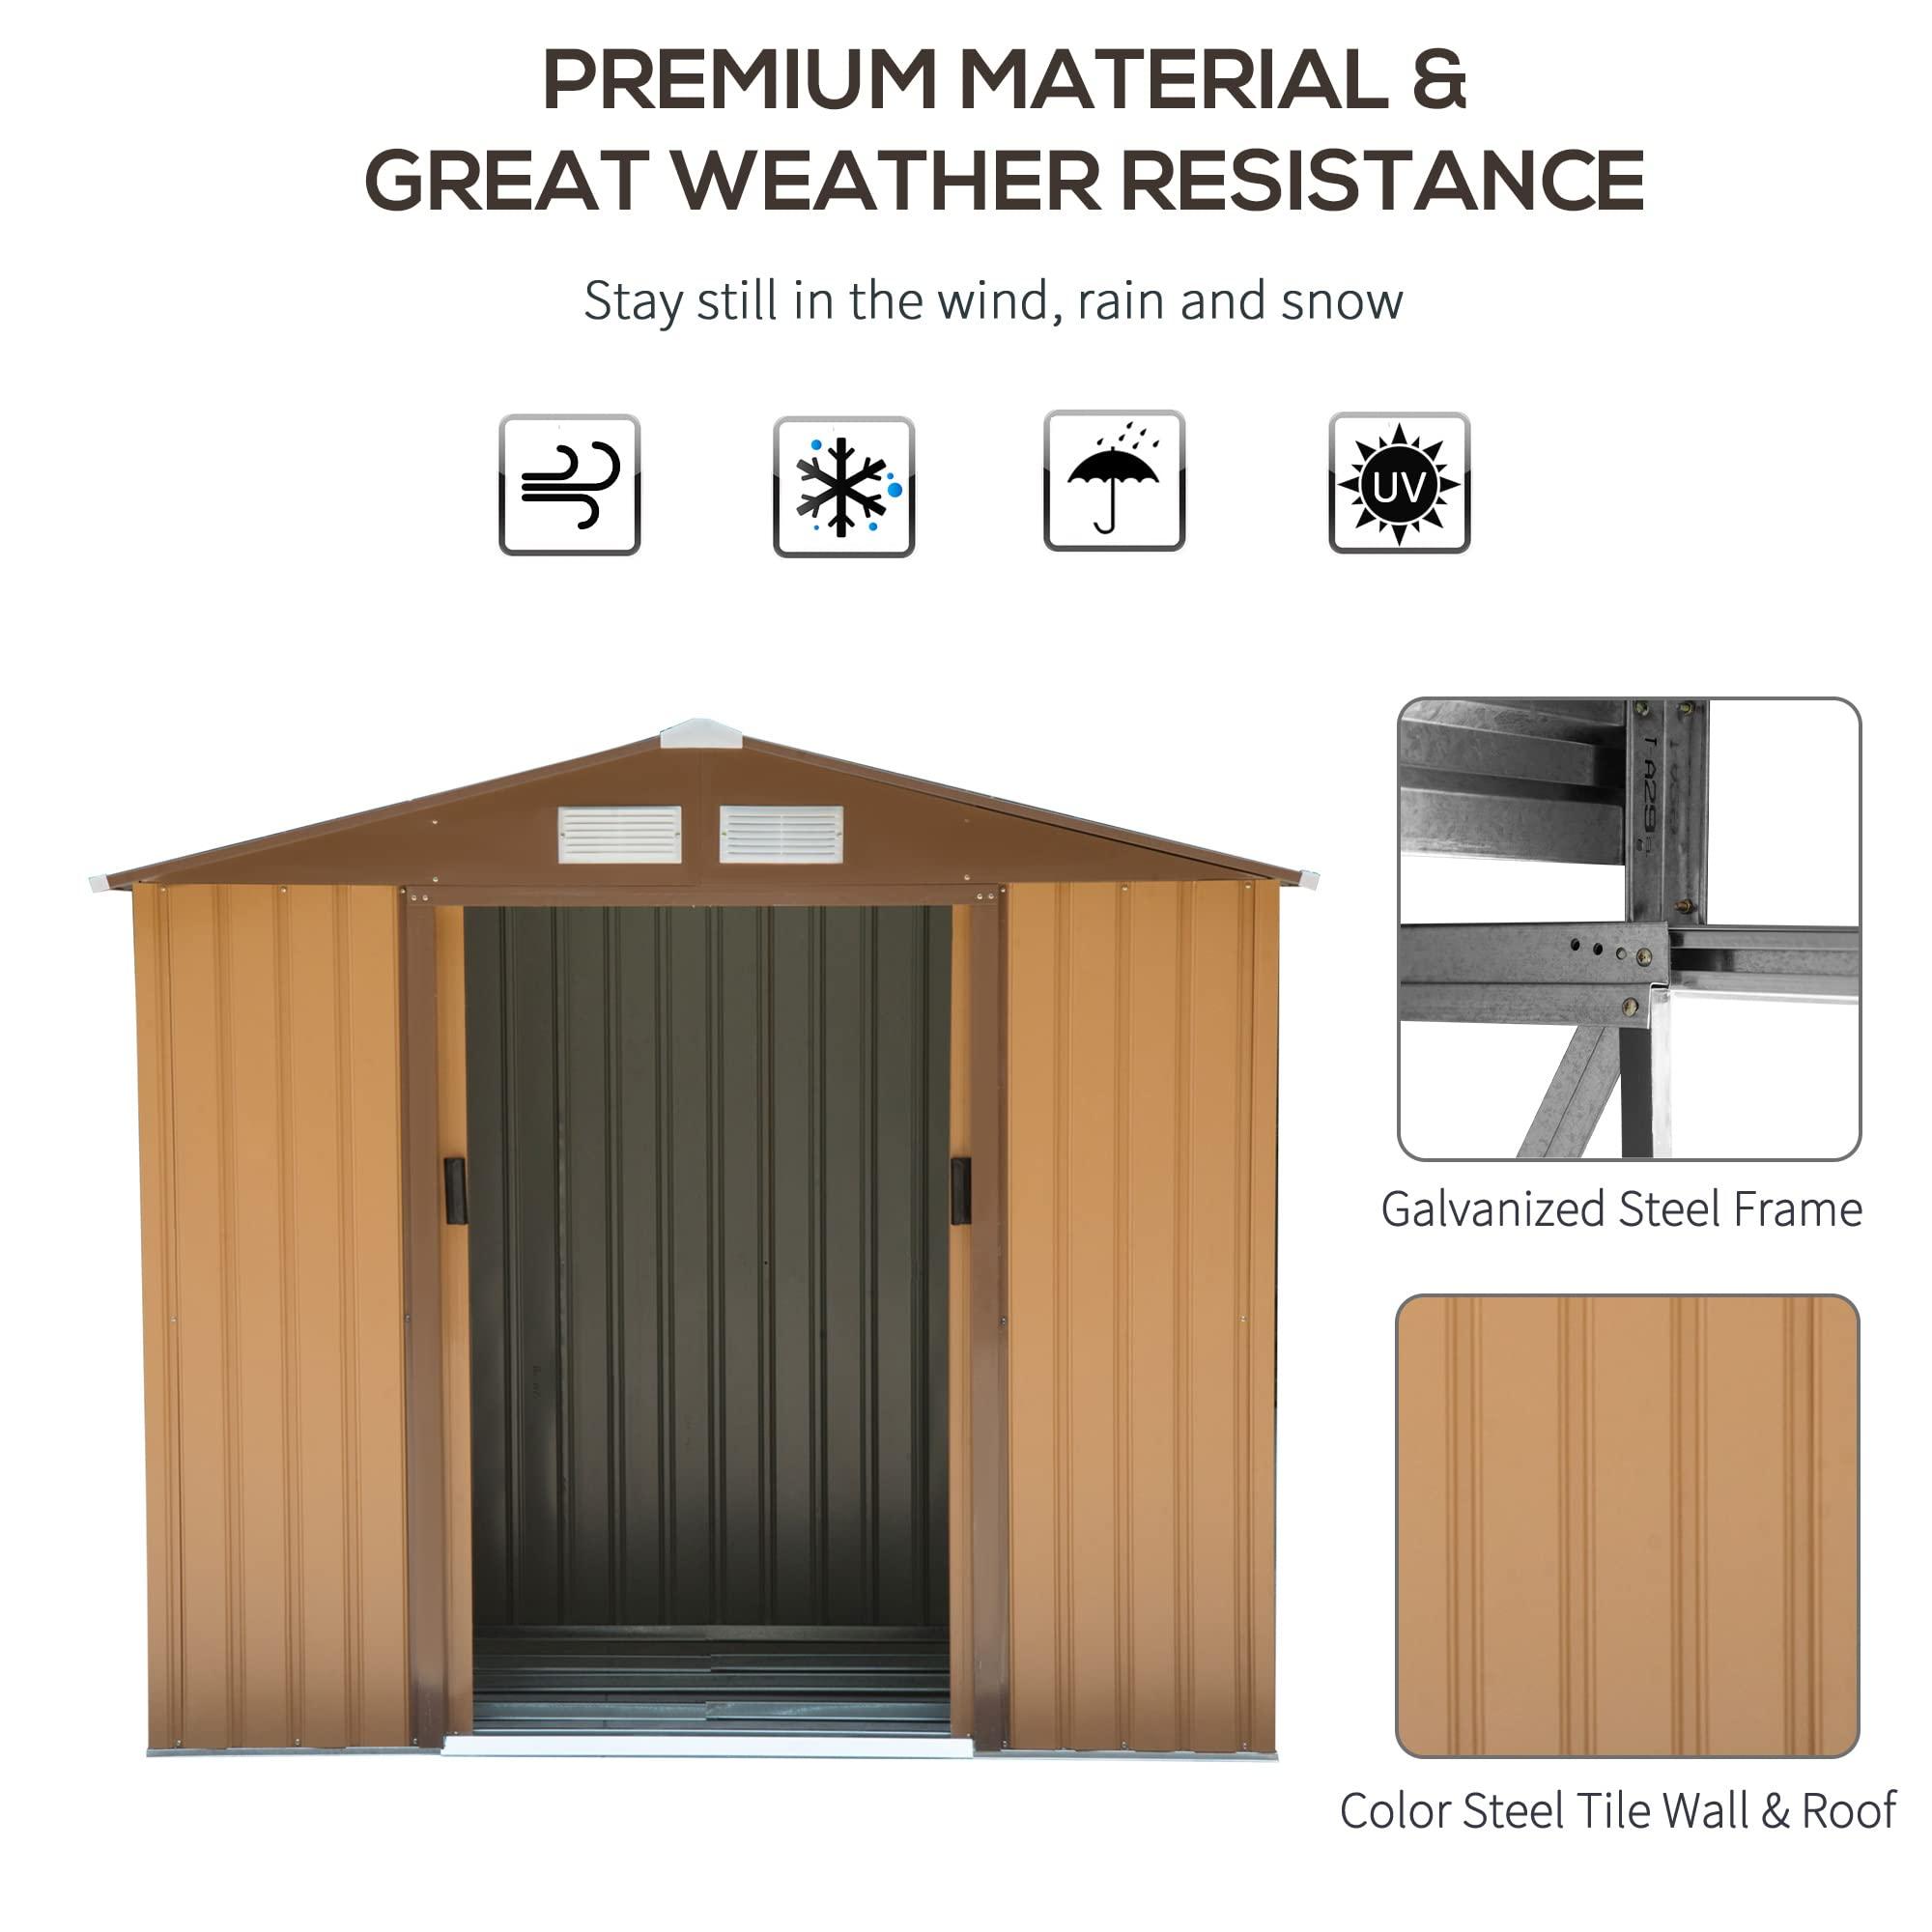 PREMIUM MATERIAL &
GREAT WEATHER RESISTANCE
Stay still in the wind, rain and snow
UV
A29
Galvanized Steel Frame
Color Steel Tile Wall & Roof